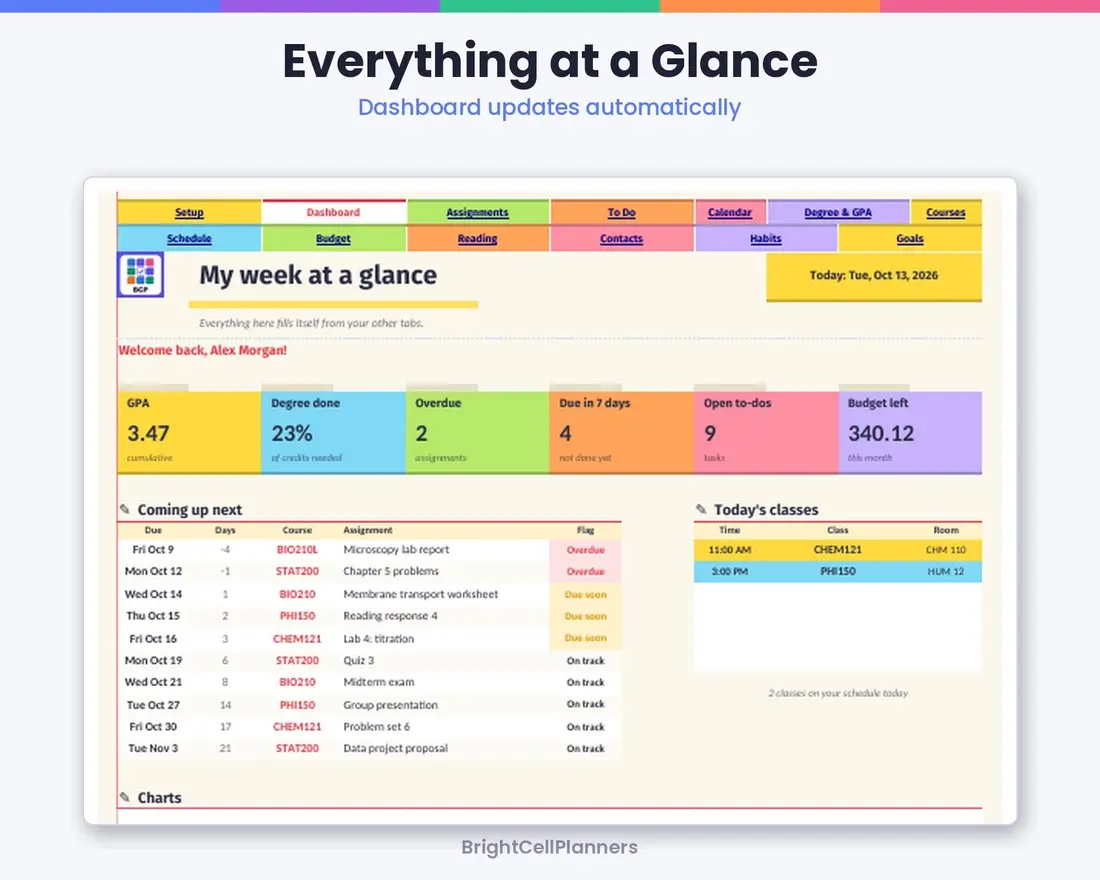 Everything at a Glance
Dashboard updates automatically
Setup Dashboard Assignments To Do Calendar Degree & GPA Courses
Schedule Budget Reading Contacts Habits Goals
BCP
My week at a glance
Today: Tue, Oct 13, 2026
Everything here fills itself from your other tabs.
Welcome back, Alex Morgan!
GPA Degree done Overdue Due in 7 days Open to-dos Budget left
3.47 23% 2 4 9 340.12
cumulative of credits needed assignments not done yet tasks this month
✎ Coming up next
Due Days Course Assignment Flag
Fri Oct 9 -4 BIO210L Microscopy lab report Overdue
Mon Oct 12 -1 STAT200 Chapter 5 problems Overdue
Wed Oct 14 1 BIO210 Membrane transport worksheet Due soon
Thu Oct 15 2 PHI150 Reading response 4 Due soon
Fri Oct 16 3 CHEM121 Lab 4: titration Due soon
Mon Oct 19 6 STAT200 Quiz 3 On track
Wed Oct 21 8 BIO210 Midterm exam On track
Tue Oct 27 14 PHI150 Group presentation On track
Fri Oct 30 17 CHEM121 Problem set 6 On track
Tue Nov 3 21 STAT200 Data project proposal On track
✎ Today's classes
Time Class Room
11:00 AM CHEM121 CHM 110
3:00 PM PHI150 HUM 12
2 classes on your schedule today
✎ Charts
BrightCellPlanners